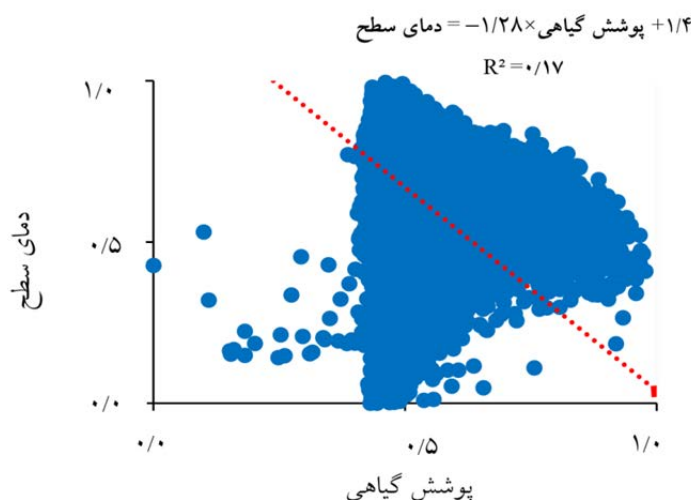 دمای سطح = −۱/۲۸×پوشش گیاهی +۱/۴
R² =۰/۱۷
۱/۰
۰/۵
۰/۰
دمای سطح
۰/۰
۰/۵
۱/۰
پوشش گیاهی